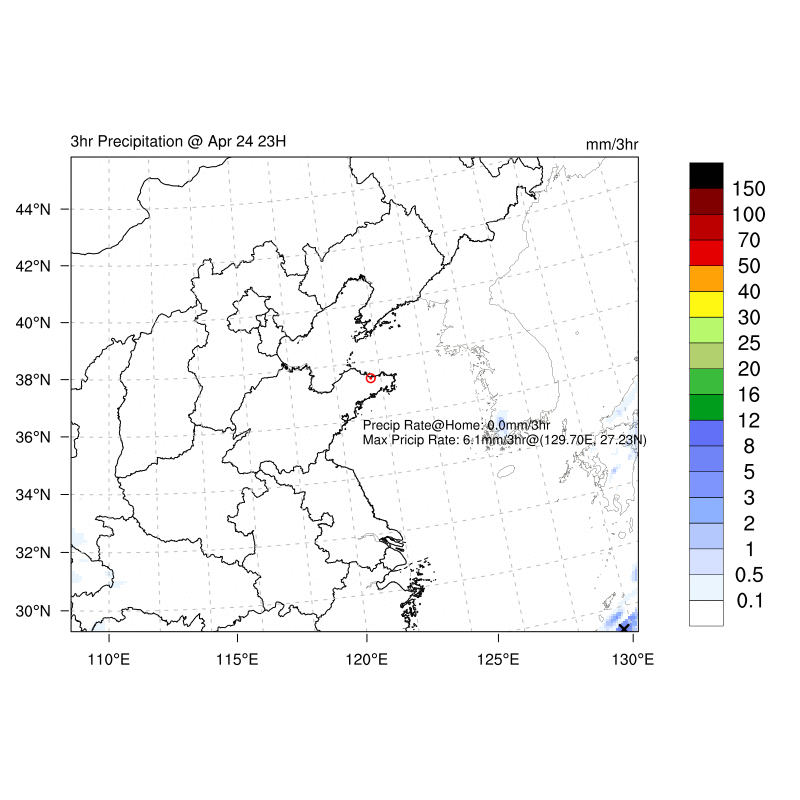 3hr Precipitation @ Apr 24 23H
mm/3hr
44°N
42°N
40°N
38°N
36°N
34°N
32°N
30°N
110°E
115°E
120°E
125°E
130°E
Precip Rate@Home: 0.0mm/3hr
Max Pricip Rate: 6.1mm/3hr@(129.70E, 27.23N)
150
100
70
50
40
30
25
20
16
12
8
5
3
2
1
0.5
0.1